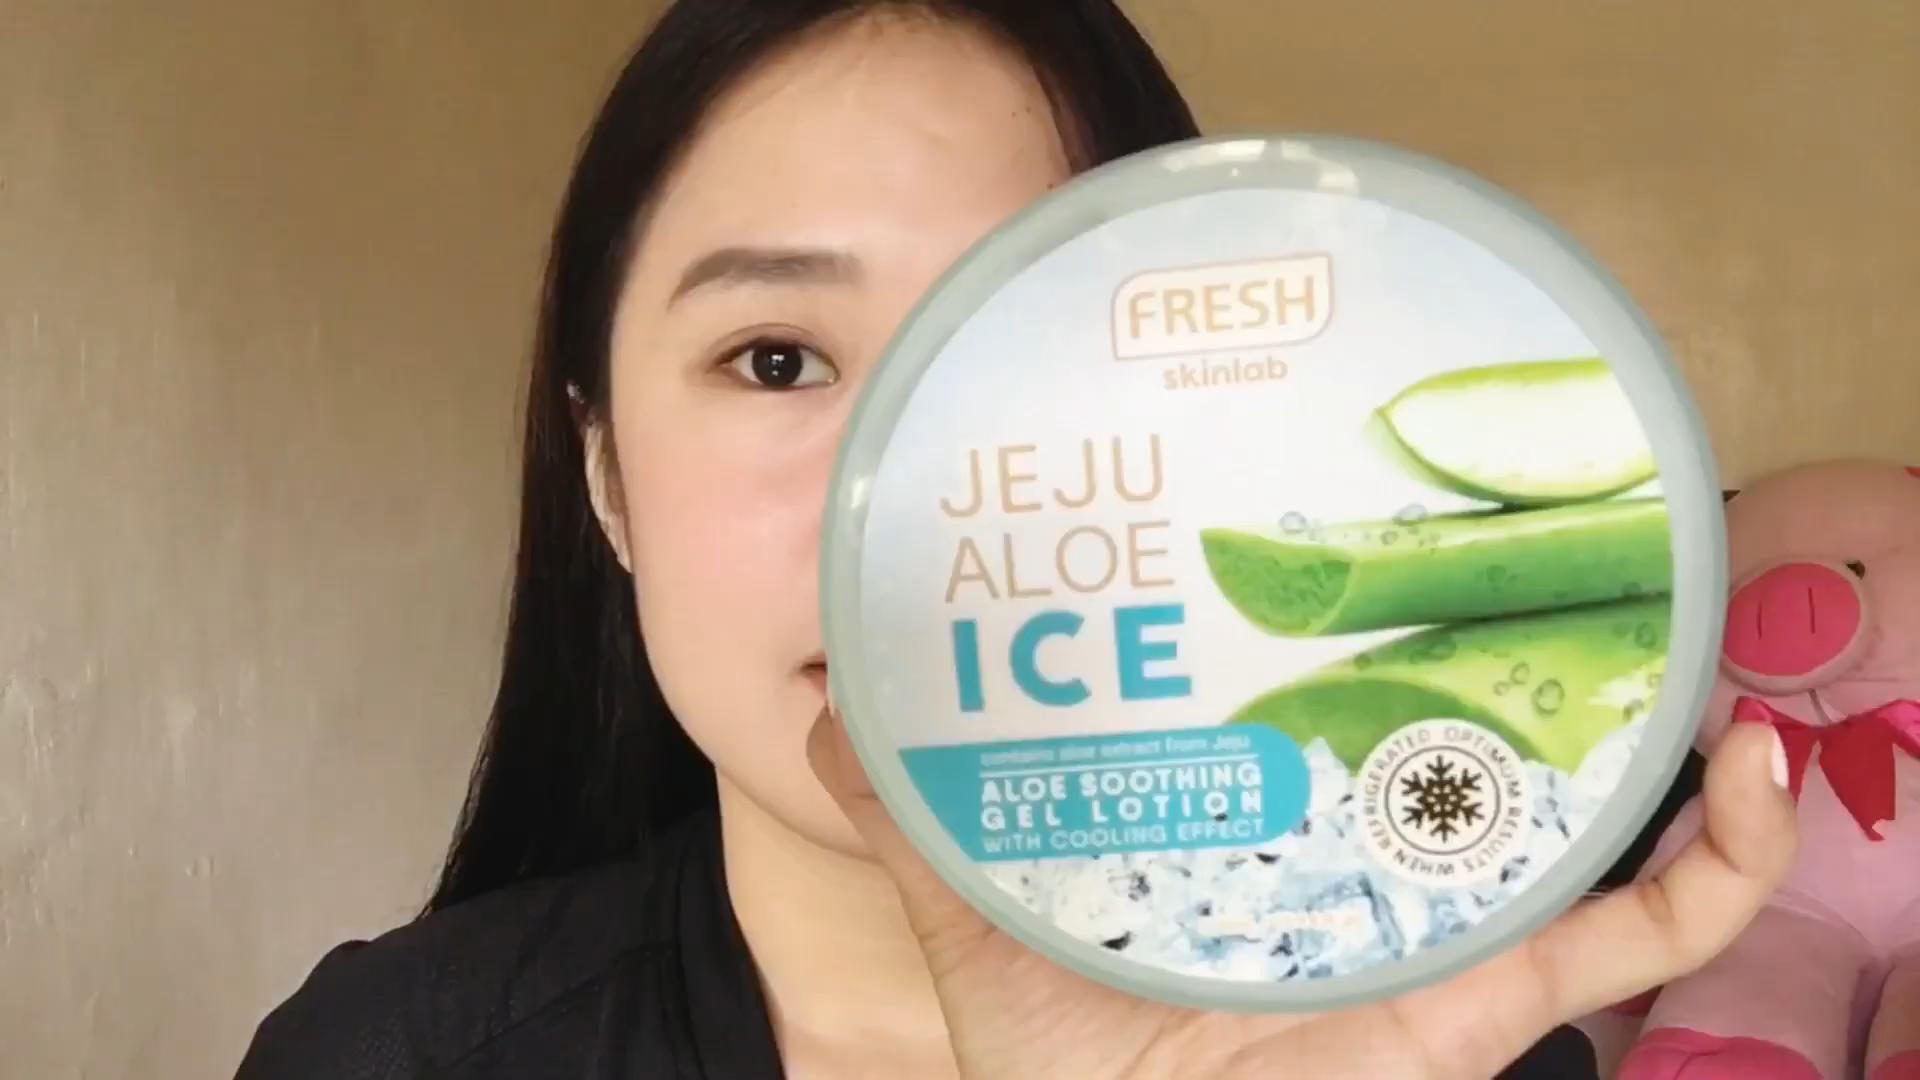 FRESH
skinlab
JEJU
ALOE
ICE
contains aloe extract from Jeju
ALOE SOOTHING
GEL LOTION
WITH COOLING EFFECT
OPTIMUM RESULTS WHEN REFRIGERATED